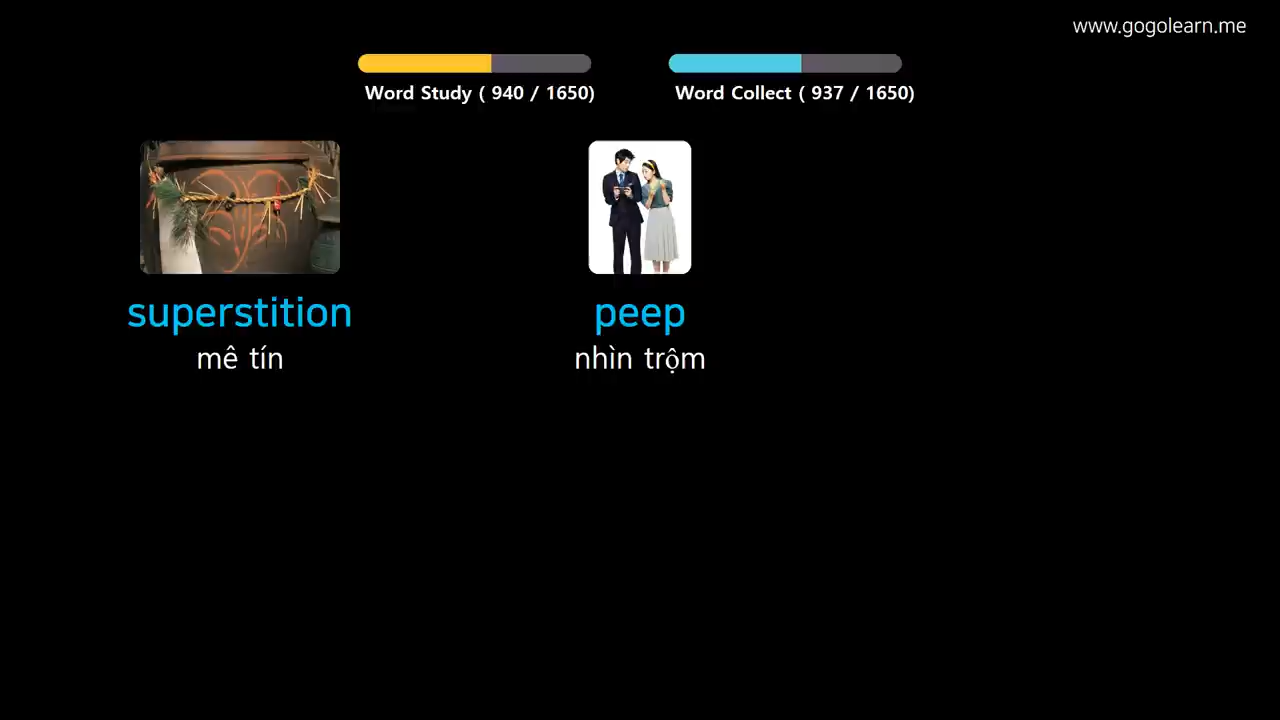 www.gogolearn.me
Word Study ( 940 / 1650)
Word Collect ( 937 / 1650)
superstition
mê tín
peep
nhìn trộm